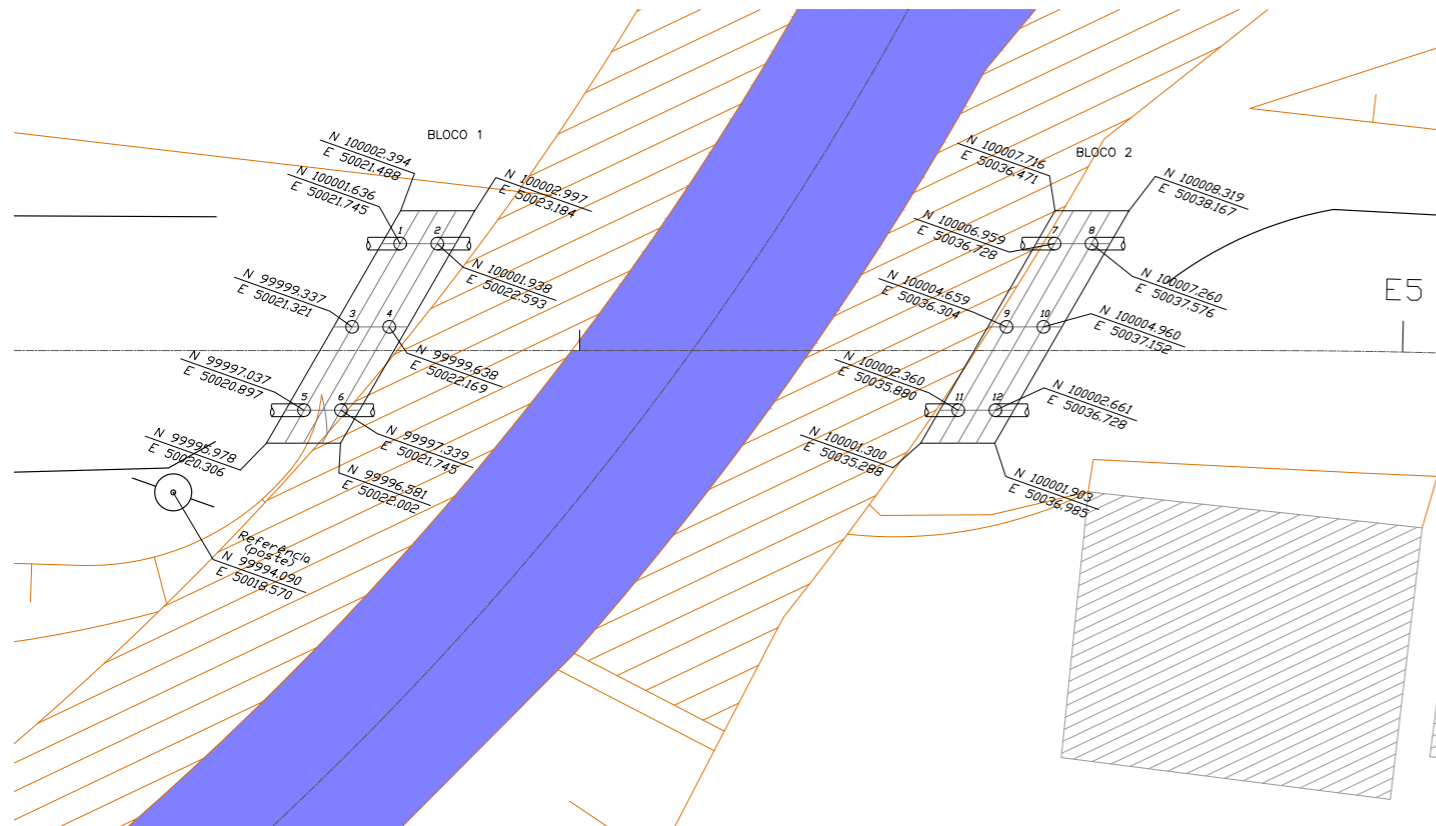 BLOCO 1
N 100002.394
E 50021.488
N 100001.636
E 50021.745
N 100002.997
E 50023.184
1
2
N 100001.938
E 50022.593
N 99999.337
E 50021.321
3
4
N 99999.638
E 50022.169
N 99997.037
E 50020.897
5
6
N 99997.339
E 50021.745
N 99995.978
E 50020.306
N 99996.581
E 50022.002
Referência
(poste)
N 99994.090
E 50018.570
BLOCO 2
N 100007.716
E 50036.471
N 100008.319
E 50038.167
N 100006.959
E 50036.728
7
8
N 100007.260
E 50037.576
N 100004.659
E 50036.304
9
10
N 100004.960
E 50037.152
N 100002.360
E 50035.880
11
12
N 100002.661
E 50036.728
N 100001.300
E 50035.288
N 100001.903
E 50036.985
E5